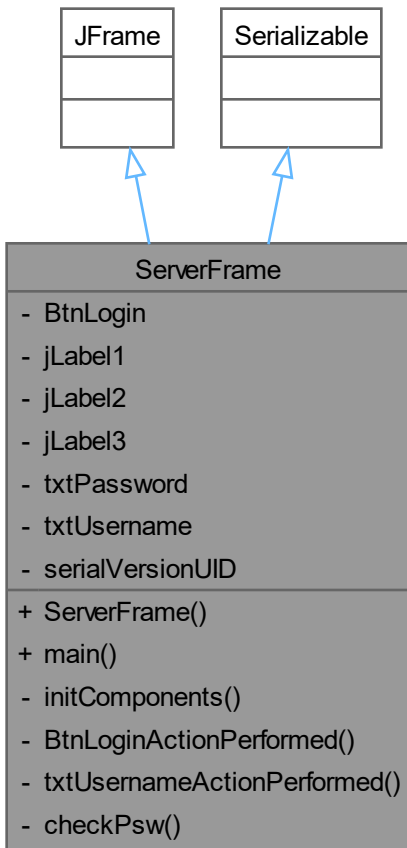 JFrame
Serializable
ServerFrame
- BtnLogin
- jLabel1
- jLabel2
- jLabel3
- txtPassword
- txtUsername
- serialVersionUID
+ ServerFrame()
+ main()
- initComponents()
- BtnLoginActionPerformed()
- txtUsernameActionPerformed()
- checkPsw()